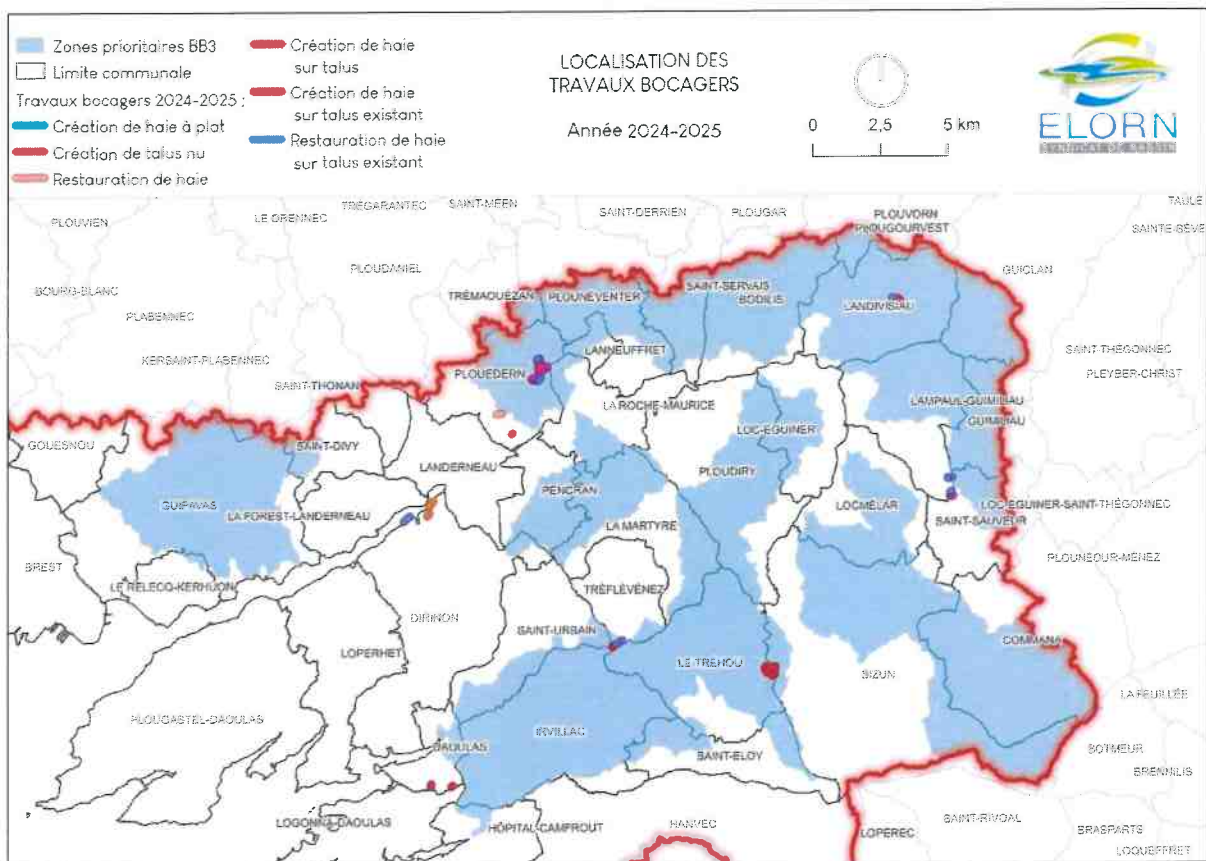 Zones prioritaires BB3
Limite communale
Travaux bocagers 2024-2025 :
Création de haie à plat
Création de talus nu
Restauration de haie
Création de haie
sur talus
Création de haie
sur talus existant
Restauration de haie
sur talus existant
LOCALISATION DES
TRAVAUX BOCAGERS
Année 2024-2025
0 2,5 5 km
ELORN
SYNDICAT DE BASSIN
PLOUVIEN
LE DRENNEC
TRÉGARANTEC
SAINT-MÉEN
SAINT-DERRIEN
PLOUGAR
PLOUVORN
PLOUGOURVEST
TAULÉ
SAINTE-SÈVE
PLOUDANIEL
GUICLAN
BOURG-BLANC
PLABENNEC
TRÉMAOUÉZAN
PLOUNEVENTER
SAINT-SERVAIS
BODILIS
LANDIVISIAU
KERSAINT-PLABENNEC
LANNEUFFRET
SAINT-THÉGONNEC
PLEYBER-CHRIST
SAINT-THONAN
PLOUEDERN
LA ROCHE-MAURICE
LAMPAUL-GUIMILIAU
GUIMILIAU
GOUESNOU
SAINT-DIVY
LANDERNEAU
LOC-EGUINER
PLOUDIRY
GUIPAVAS
LA FOREST-LANDERNEAU
PENCRAN
LA MARTYRE
LOCMÉLAR
LOC-EGUINER-SAINT-THÉGONNEC
SAINT-SAUVEUR
BREST
LE RELECQ-KERHUON
TRÉFLÉVÉNEZ
PLOUNÉOUR-MÉNEZ
DIRINON
SAINT-URBAIN
LOPERHET
LE TREHOU
COMMANA
SIZUN
PLOUGASTEL-DAOULAS
IRVILLAC
LA FEUILLÉE
DAOULAS
SAINT-ELOY
BOTMEUR
BRENNILIS
LOGONNA-DAOULAS
HÔPITAL-CAMFROUT
HANVEC
LOPÉREC
SAINT-RIVOAL
BRASPARTS
LOQUEFFRET